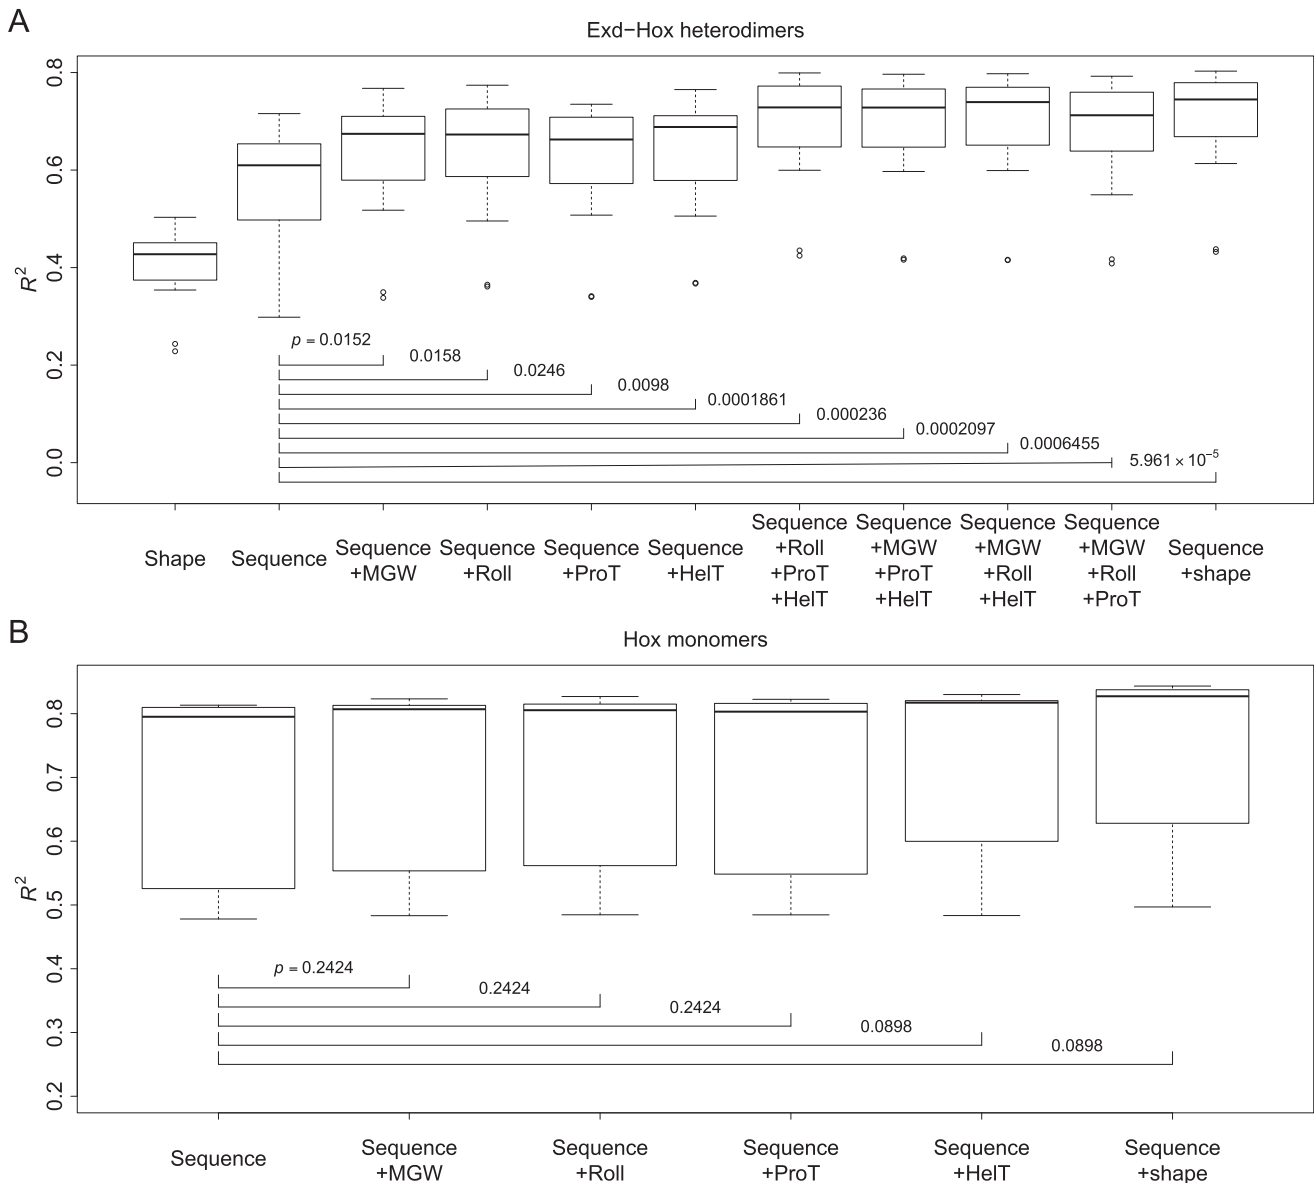 A
Exd−Hox heterodimers
0.8
0.6
0.4
0.2
0.0
R²
p = 0.0152
0.0158
0.0246
0.0098
0.0001861
0.000236
0.0002097
0.0006455
5.961 × 10⁻⁵
Shape
Sequence
Sequence
+MGW
Sequence
+Roll
Sequence
+ProT
Sequence
+HelT
Sequence
+Roll
+ProT
+HelT
Sequence
+MGW
+ProT
+HelT
Sequence
+MGW
+Roll
+HelT
Sequence
+MGW
+Roll
+ProT
Sequence
+shape
B
Hox monomers
0.8
0.7
0.6
0.5
0.4
0.3
0.2
R²
p = 0.2424
0.2424
0.2424
0.0898
0.0898
Sequence
Sequence
+MGW
Sequence
+Roll
Sequence
+ProT
Sequence
+HelT
Sequence
+shape